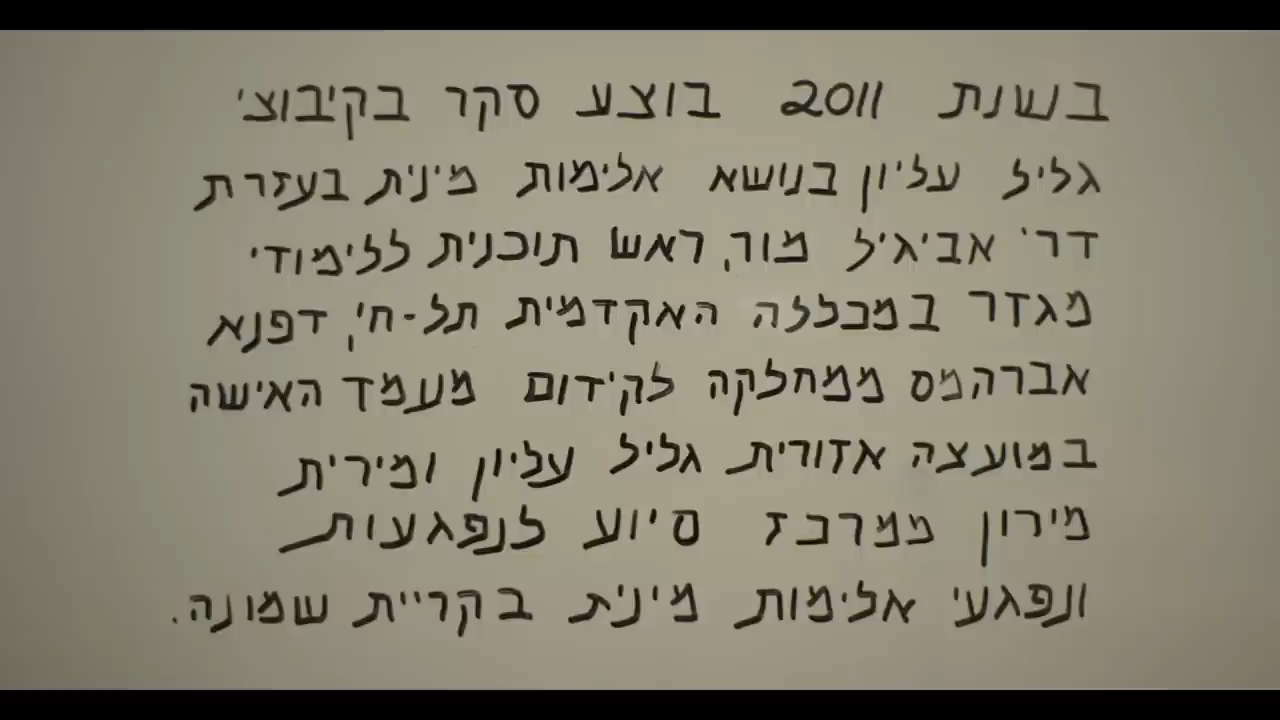 בשנת 2011 בוצע סקר בקיבוצי
גליל עליון בנושא אלימות מינית בעזרת
דר' אביגיל מור, ראש תוכנית ללימודי
מגדר במכללה האקדמית תל-חי, דפנא
אברהמס ממחלקה לקידום מעמד האישה
במועצה אזורית גליל עליון ומירית
מירון ממרכז סיוע לנפגעות
ונפגעי אלימות מינית בקריית שמונה.